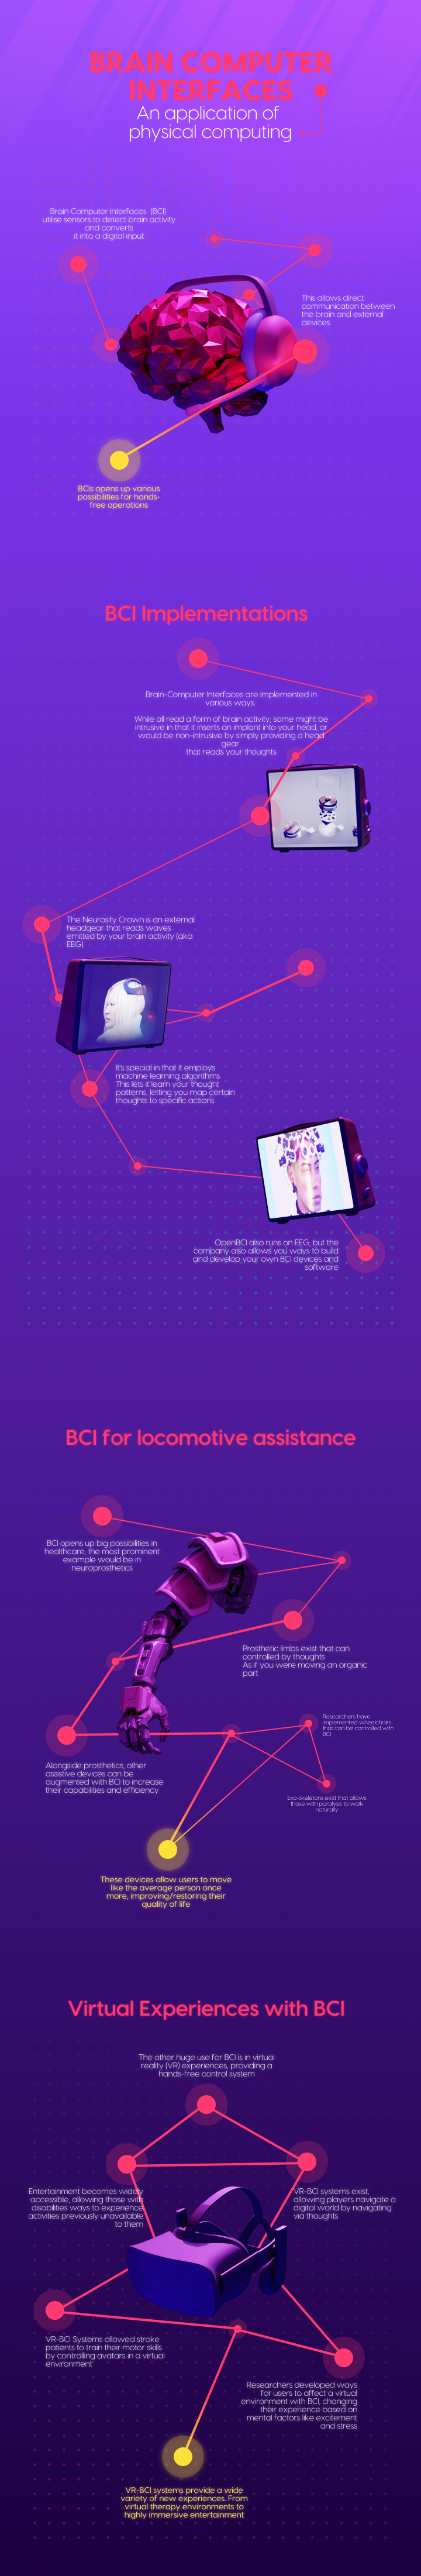 BRAIN COMPUTER
INTERFACES
An application of
physical computing
Brain Computer Interfaces (BCI)
utilise sensors to detect brain activity
and converts
it into a digital input
This allows direct
communication between
the brain and external
devices
BCIs opens up various
possibilities for hands-
free operations
BCI Implementations
Brain-Computer Interfaces are implemented in
various ways.
While all read a form of brain activity, some might be
intrusive in that it inserts an implant into your head, or
would be non-intrusive by simply providing a head
gear
that reads your thoughts
The Neurosity Crown is an external
headgear that reads waves
emitted by your brain activity (aka
EEG)
It's special in that it employs
machine learning algorithms.
This lets it learn your thought
patterns, letting you map certain
thoughts to specific actions
OpenBCI also runs on EEG, but the
company also allows you ways to build
and develop your own BCI devices and
software
BCI for locomotive assistance
BCI opens up big possibilities in
healthcare, the most prominent
example would be in
neuroprosthetics
Prosthetic limbs exist that can
controlled by thoughts
As if you were moving an organic
part
Researchers have
implemented wheelchairs
that can be controlled with
BCI
Alongside prosthetics, other
assistive devices can be
augmented with BCI to increase
their capabilities and efficiency
Exo-skeletons exist that allows
those with paralysis to walk
naturally
These devices allow users to move
like the average person once
more, improving/restoring their
quality of life
Virtual Experiences with BCI
The other huge use for BCI is in virtual
reality (VR) experiences, providing a
hands-free control system
Entertainment becomes widely
accessible, allowing those with
disabilities ways to experience
activities previously unavailable
to them
VR-BCI systems exist,
allowing players navigate a
digital world by navigating
via thoughts
VR-BCI Systems allowed stroke
patients to train their motor skills
by controlling avatars in a virtual
environment
Researchers developed ways
for users to affect a virtual
environment with BCI, changing
their experience based on
mental factors like excitement
and stress
VR-BCI systems provide a wide
variety of new experiences. From
virtual therapy environments to
highly immersive entertainment